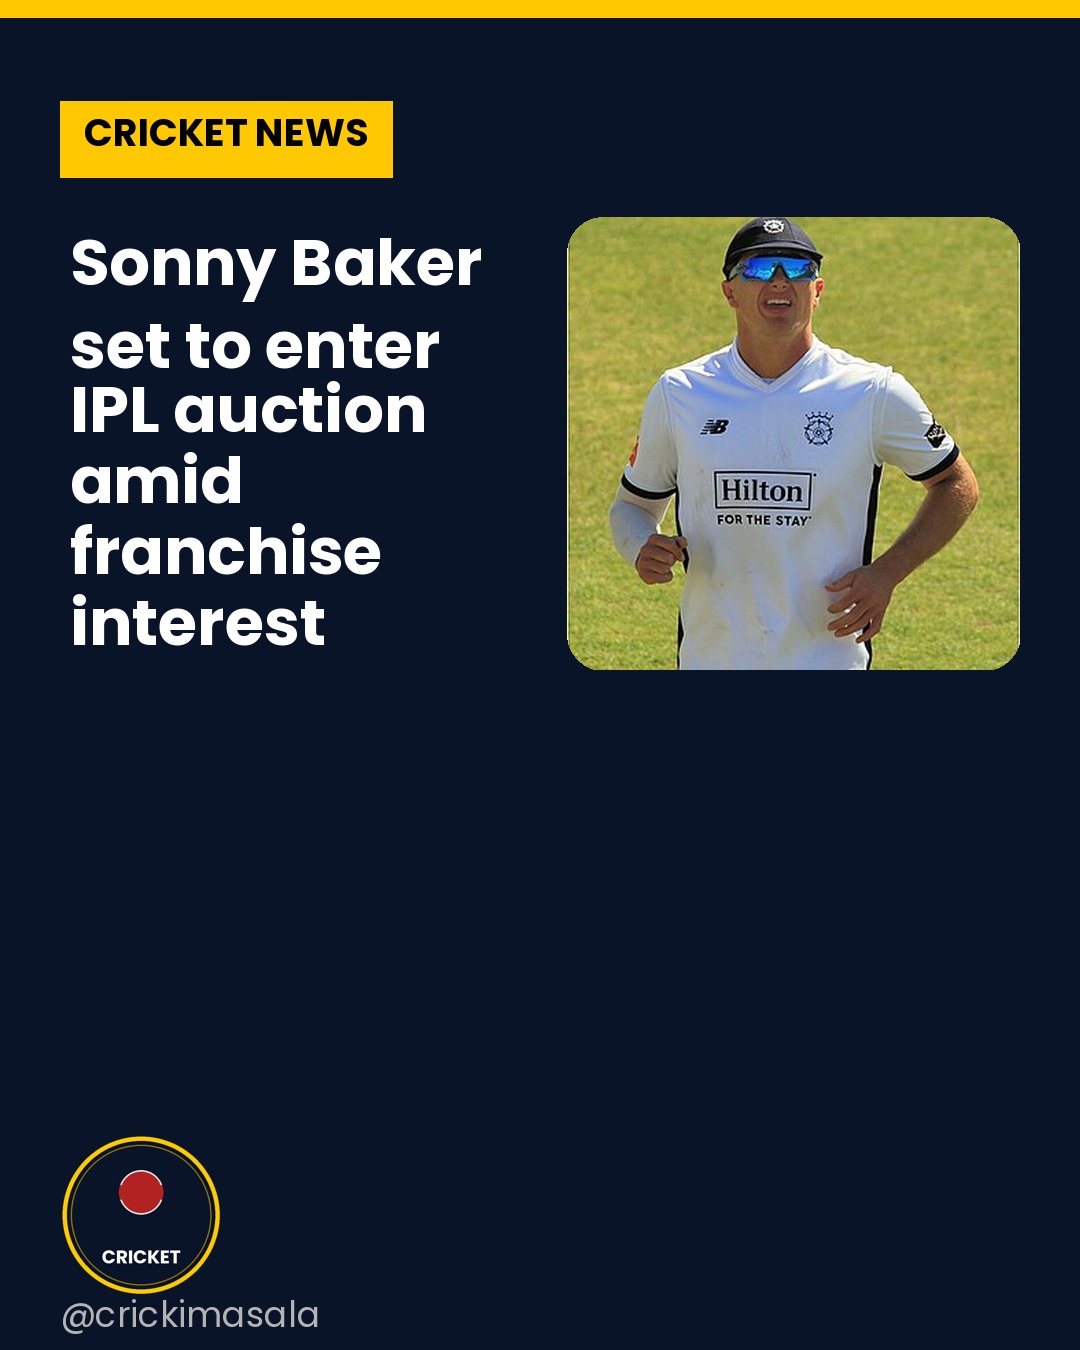 CRICKET NEWS
Sonny Baker
set to enter
IPL auction
amid
franchise
interest
Hilton
FOR THE STAY
CRICKET
@crickimasala